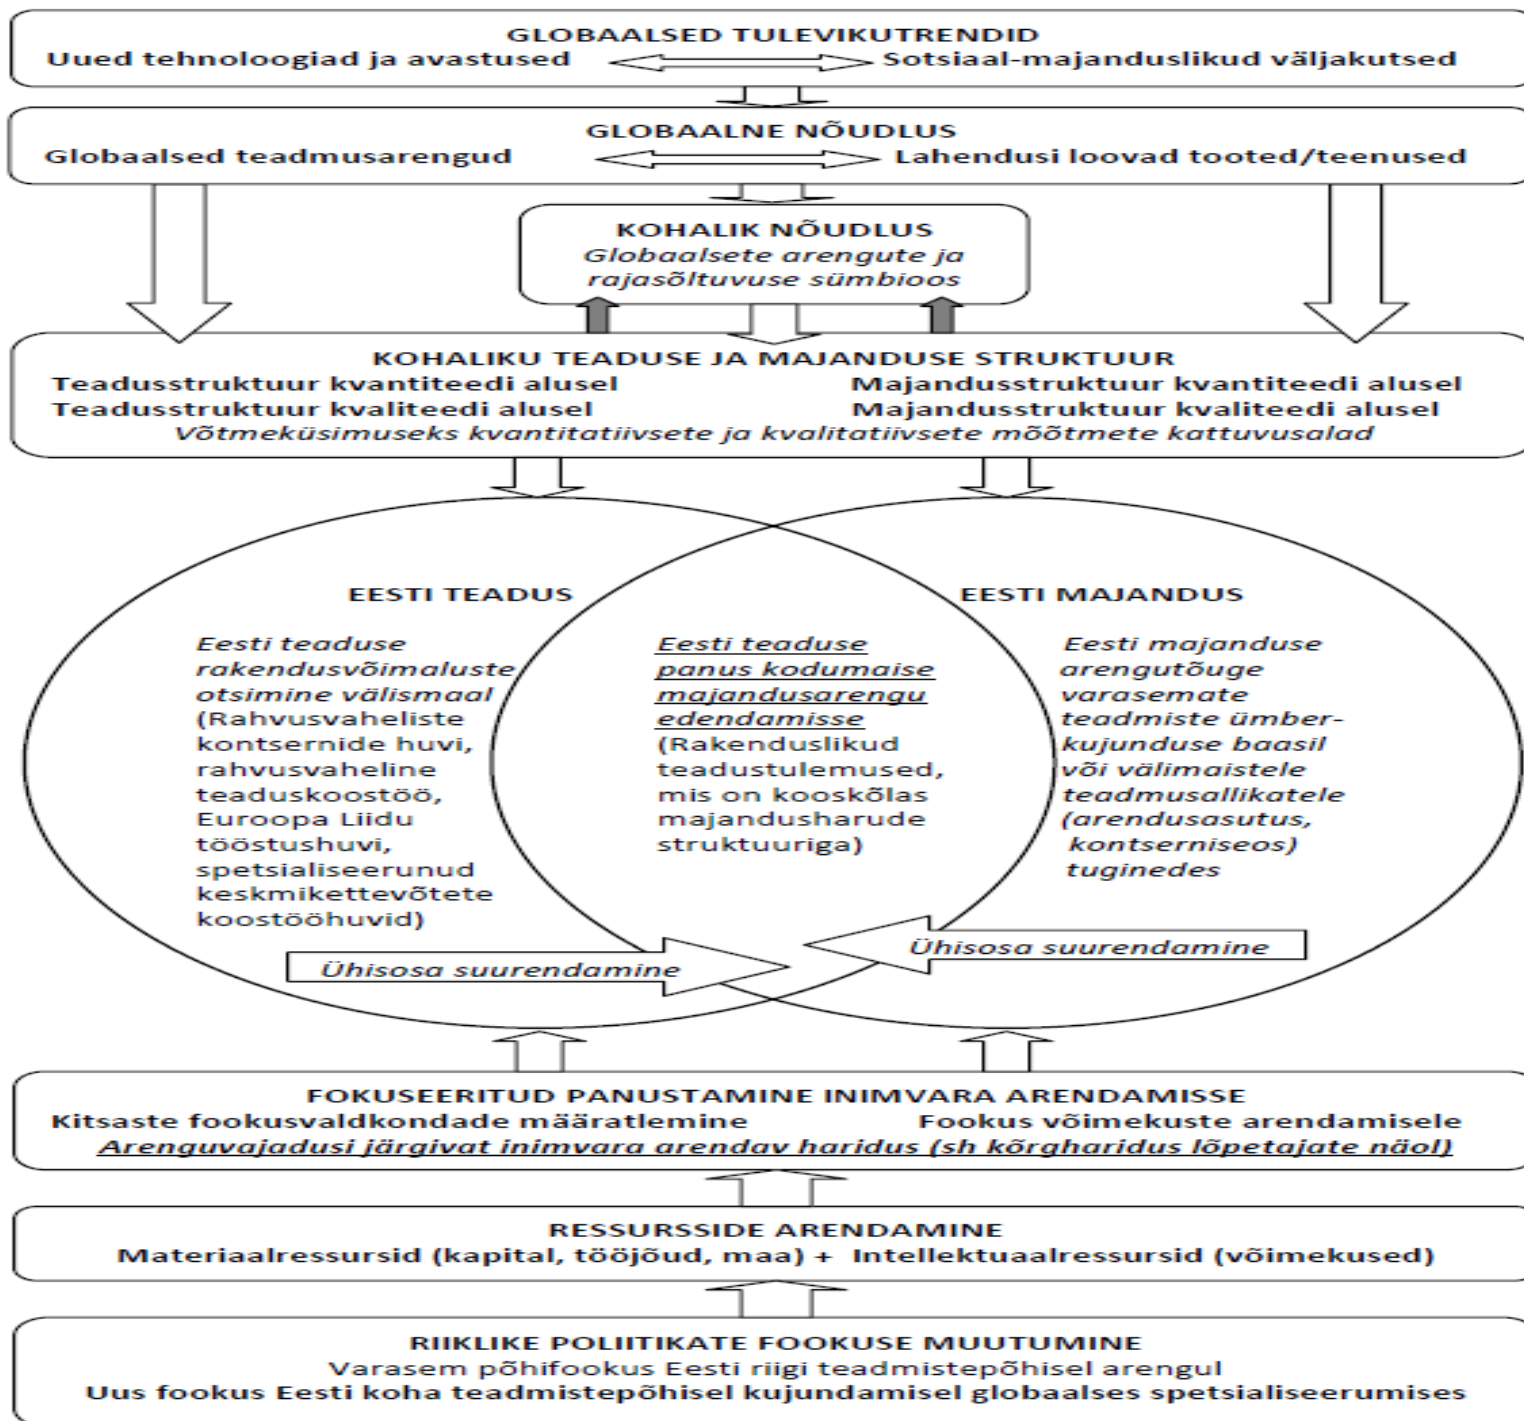 GLOBAALSED TULEVIKUTRENDID
Uued tehnoloogiad ja avastused
Sotsiaal-majanduslikud väljakutsed
GLOBAALNE NÕUDLUS
Globaalsed teadmusarengud
Lahendusi loovad tooted/teenused
KOHALIK NÕUDLUS
Globaalsete arengute ja
rajasõltuvuse sümbioos
KOHALIKU TEADUSE JA MAJANDUSE STRUKTUUR
Teadusstruktuur kvantiteedi alusel
Majandusstruktuur kvantiteedi alusel
Teadusstruktuur kvaliteedi alusel
Majandusstruktuur kvaliteedi alusel
Võtmeküsimuseks kvantitatiivsete ja kvalitatiivsete mõõtmete kattuvusalad
EESTI TEADUS
Eesti teaduse
rakendusvõimaluste
otsimine välismaal
(Rahvusvaheliste
kontsernide huvi,
rahvusvaheline
teaduskoostöö,
Euroopa Liidu
tööstushuvi,
spetsialiseerunud
keskmikettevõtete
koostööhuvid)
Eesti teaduse
panus kodumaise
majandusarengu
edendamisse
(Rakenduslikud
teadustulemused,
mis on kooskõlas
majandusharude
struktuuriga)
EESTI MAJANDUS
Eesti majanduse
arengutõuge
varasemate
teadmiste ümber-
kujunduse baasil
või välimaistele
teadmusallikatele
(arendusasutus,
kontserniseos)
tuginedes
Ühisosa suurendamine
Ühisosa suurendamine
FOKUSEERITUD PANUSTAMINE INIMVARA ARENDAMISSE
Kitsaste fookusvaldkondade määratlemine
Fookus võimekuste arendamisele
Arenguvajadusi järgivat inimvara arendav haridus (sh kõrgharidus lõpetajate näol)
RESSURSSIDE ARENDAMINE
Materiaalressursid (kapital, tööjõud, maa) + Intellektuaalressursid (võimekused)
RIIKLIKE POLIITIKATE FOOKUSE MUUTUMINE
Varasem põhifookus Eesti riigi teadmistepõhisel arengul
Uus fookus Eesti koha teadmistepõhisel kujundamisel globaalses spetsialiseerumises